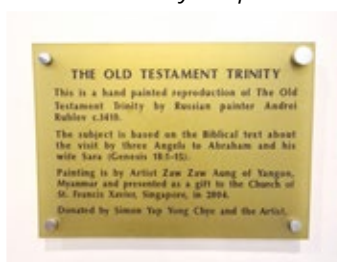 THE OLD TESTAMENT TRINITY
This is a hand painted reproduction of The Old
Testament Trinity by Russian painter Andrei
Rublev c.1410.
The subject is based on the Biblical text about
the visit by three Angels to Abraham and his
wife Sara (Genesis 18:1-15).
Painting is by Artist Zaw Zaw Aung of Yangon,
Myanmar and presented as a gift to the Church of
St. Francis Xavier, Singapore, in 2004.
Donated by Simon Yap Yong Chye and the Artist.